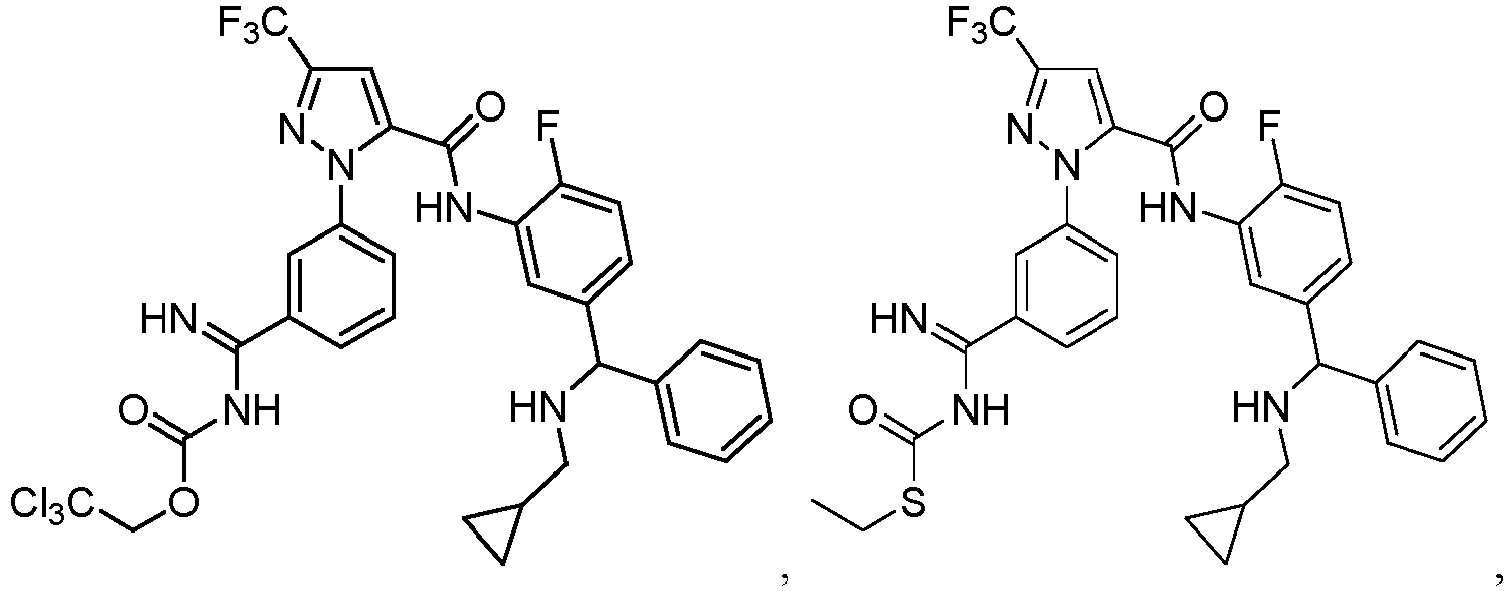 F3C F3C
O O
N F N F
N N
HN HN
HN HN
O NH HN O NH HN
Cl3C O S
, ,